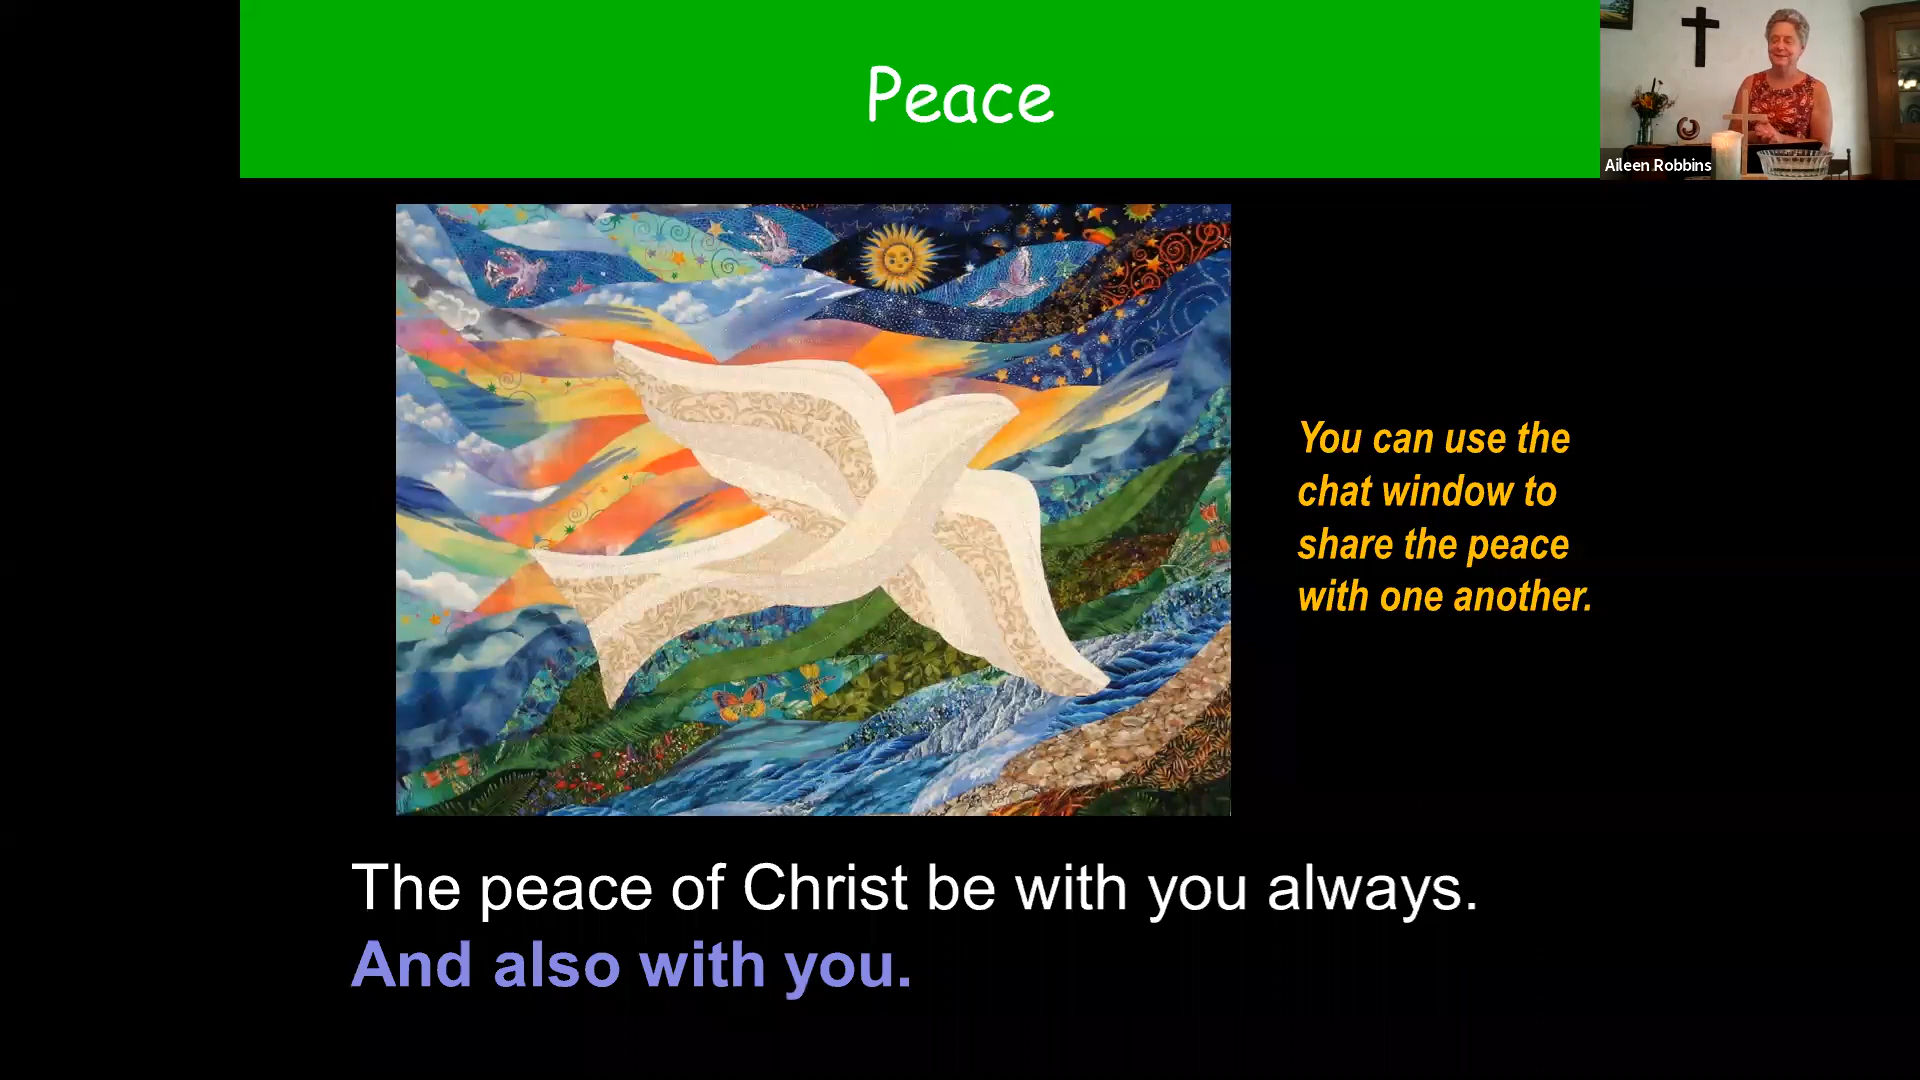 Peace
Aileen Robbins
You can use the
chat window to
share the peace
with one another.
The peace of Christ be with you always.
And also with you.